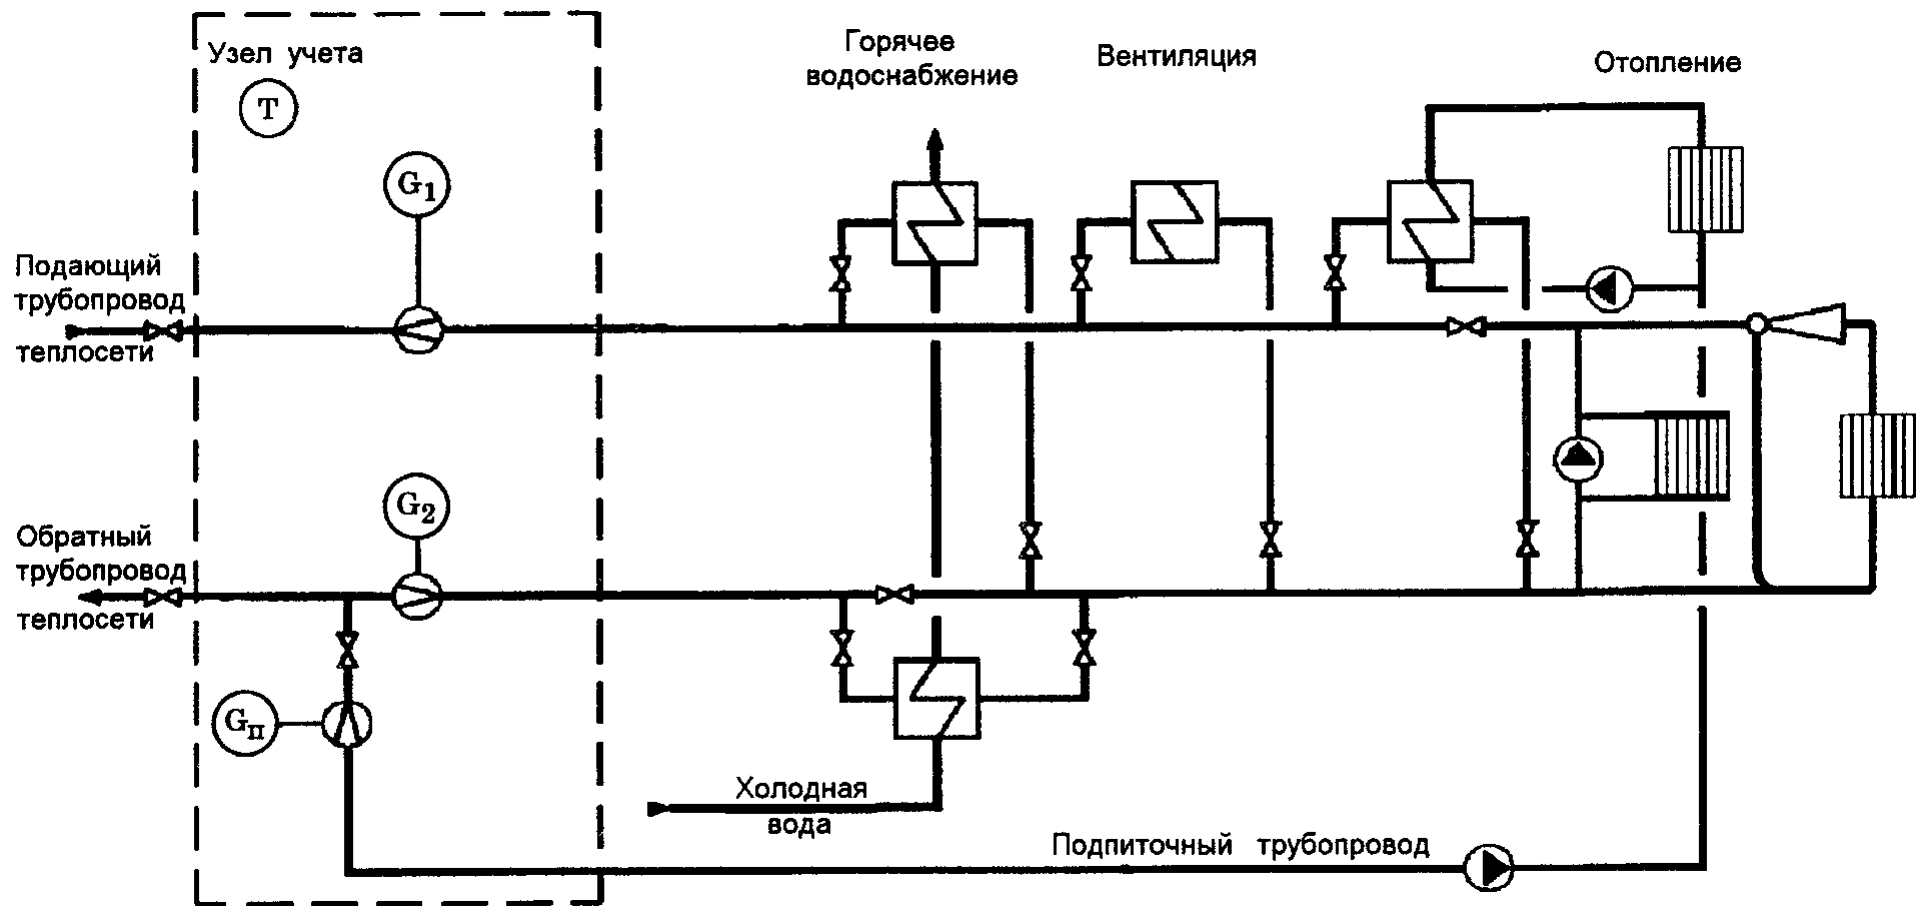 Узел учета
T
G1
Горячее
водоснабжение
Вентиляция
Отопление
Подающий
трубопровод
теплосети
G2
Обратный
трубопровод
теплосети
Gп
Холодная
вода
Подпиточный трубопровод